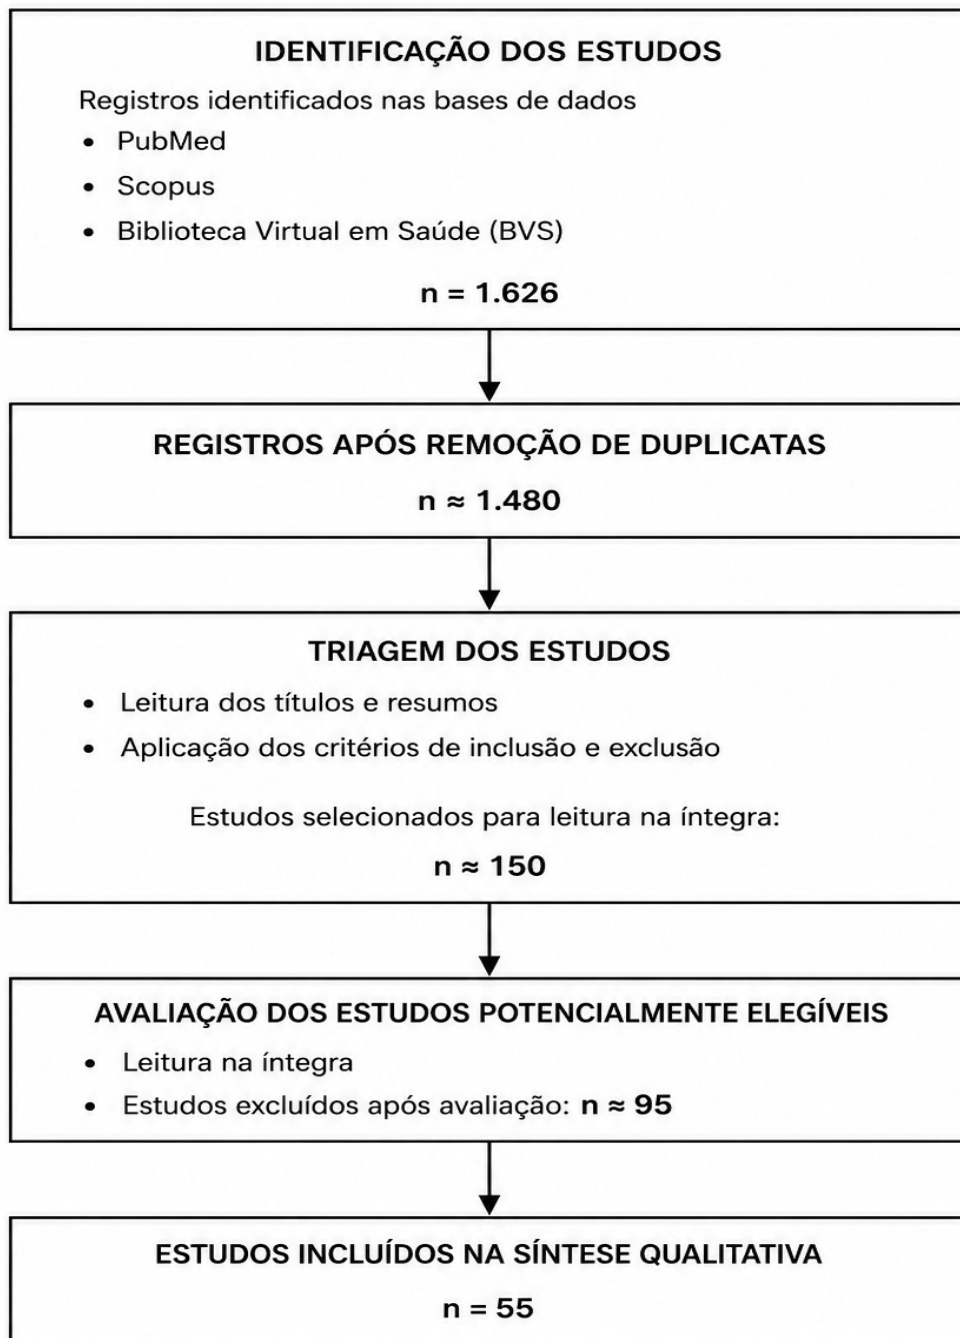 IDENTIFICAÇÃO DOS ESTUDOS
Registros identificados nas bases de dados
• PubMed
• Scopus
• Biblioteca Virtual em Saúde (BVS)
n = 1.626
REGISTROS APÓS REMOÇÃO DE DUPLICATAS
n ≈ 1.480
TRIAGEM DOS ESTUDOS
• Leitura dos títulos e resumos
• Aplicação dos critérios de inclusão e exclusão
Estudos selecionados para leitura na íntegra:
n ≈ 150
AVALIAÇÃO DOS ESTUDOS POTENCIALMENTE ELEGÍVEIS
• Leitura na íntegra
• Estudos excluídos após avaliação: n ≈ 95
ESTUDOS INCLUÍDOS NA SÍNTESE QUALITATIVA
n = 55